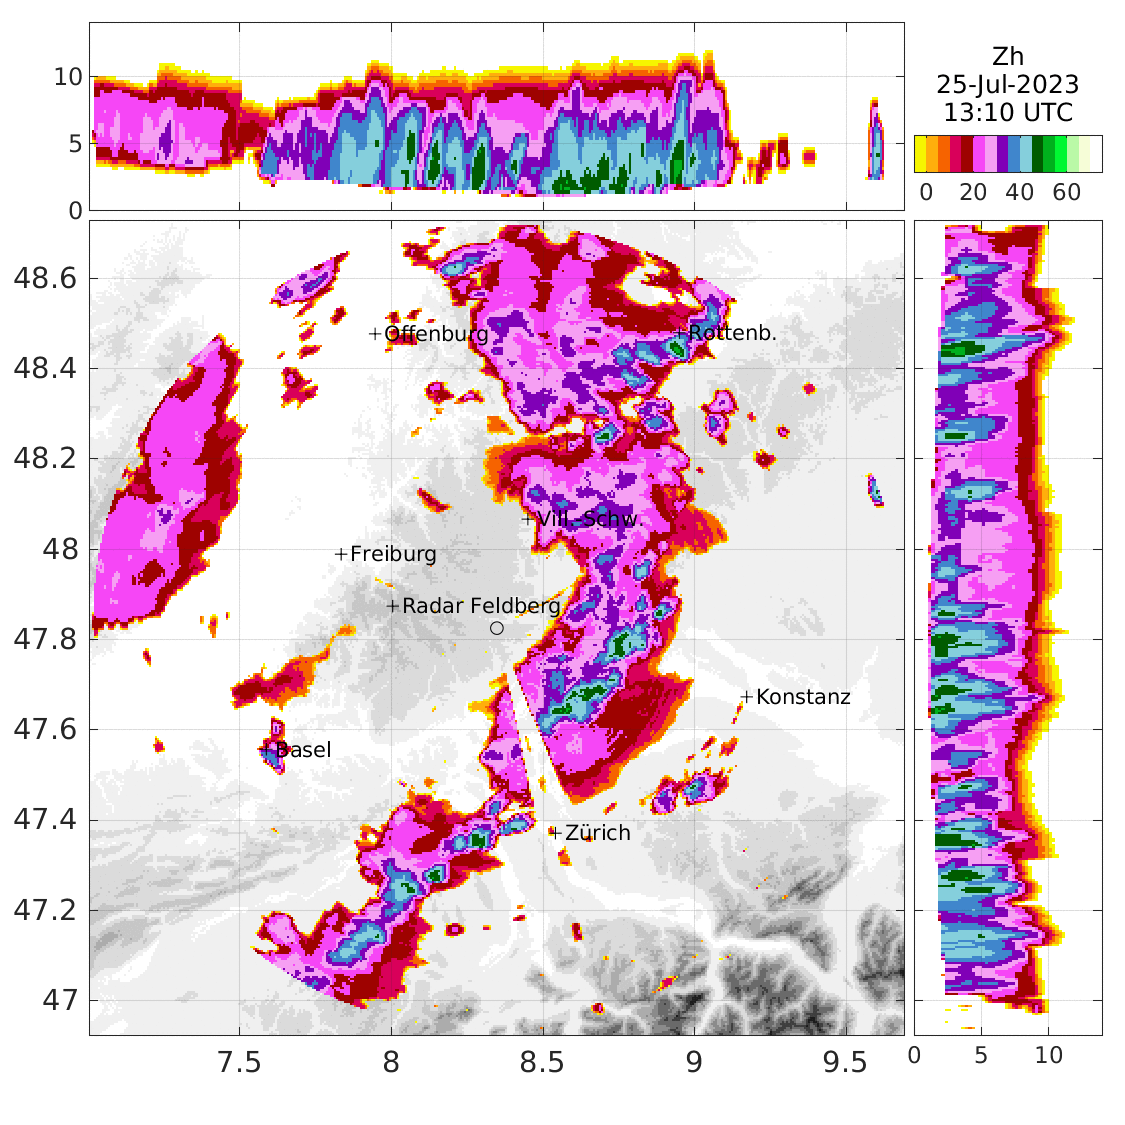 Zh
25-Jul-2023
13:10 UTC
0 20 40 60
10
5
0
48.6
48.4
48.2
48
47.8
47.6
47.4
47.2
47
+Offenburg
+Rottenb.
+Vill.-Schw.
+Freiburg
+Radar Feldberg
+Konstanz
+Basel
+Zürich
7.5 8 8.5 9 9.5
0 5 10